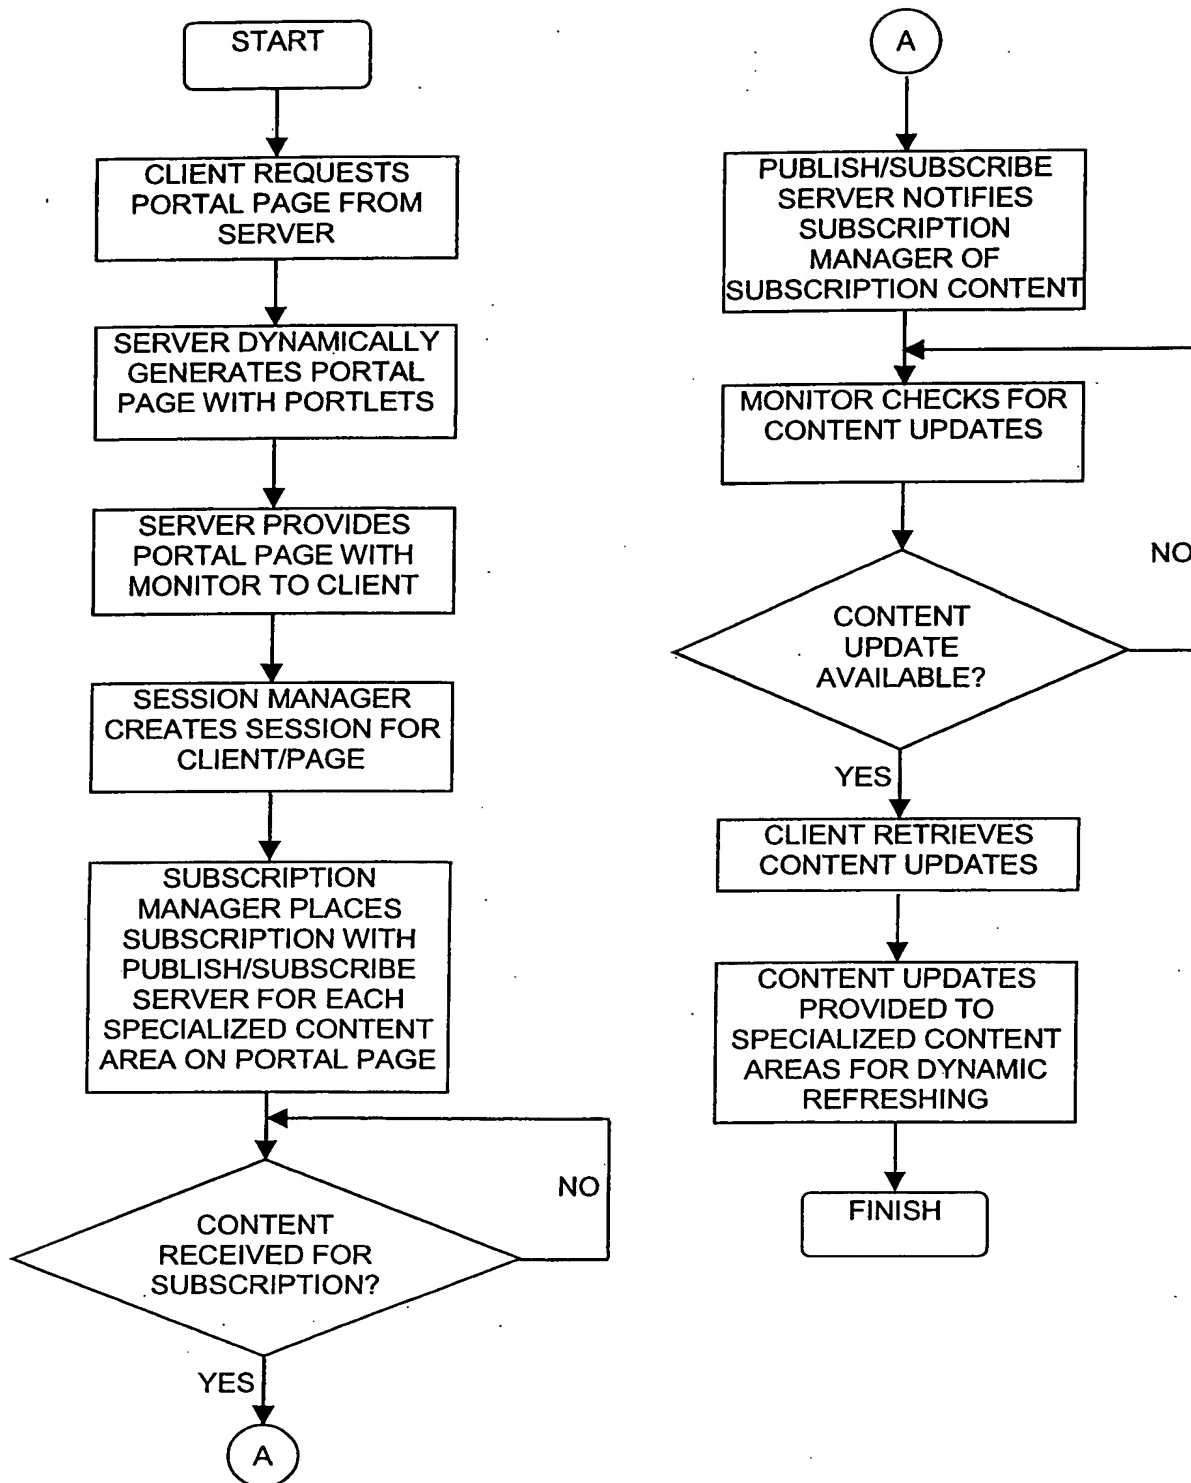 START
CLIENT REQUESTS
PORTAL PAGE FROM
SERVER
SERVER DYNAMICALLY
GENERATES PORTAL
PAGE WITH PORTLETS
SERVER PROVIDES
PORTAL PAGE WITH
MONITOR TO CLIENT
SESSION MANAGER
CREATES SESSION FOR
CLIENT/PAGE
SUBSCRIPTION
MANAGER PLACES
SUBSCRIPTION WITH
PUBLISH/SUBSCRIBE
SERVER FOR EACH
SPECIALIZED CONTENT
AREA ON PORTAL PAGE
NO
CONTENT
RECEIVED FOR
SUBSCRIPTION?
YES
A
A
PUBLISH/SUBSCRIBE
SERVER NOTIFIES
SUBSCRIPTION
MANAGER OF
SUBSCRIPTION CONTENT
MONITOR CHECKS FOR
CONTENT UPDATES
NO
CONTENT
UPDATE
AVAILABLE?
YES
CLIENT RETRIEVES
CONTENT UPDATES
CONTENT UPDATES
PROVIDED TO
SPECIALIZED CONTENT
AREAS FOR DYNAMIC
REFRESHING
FINISH